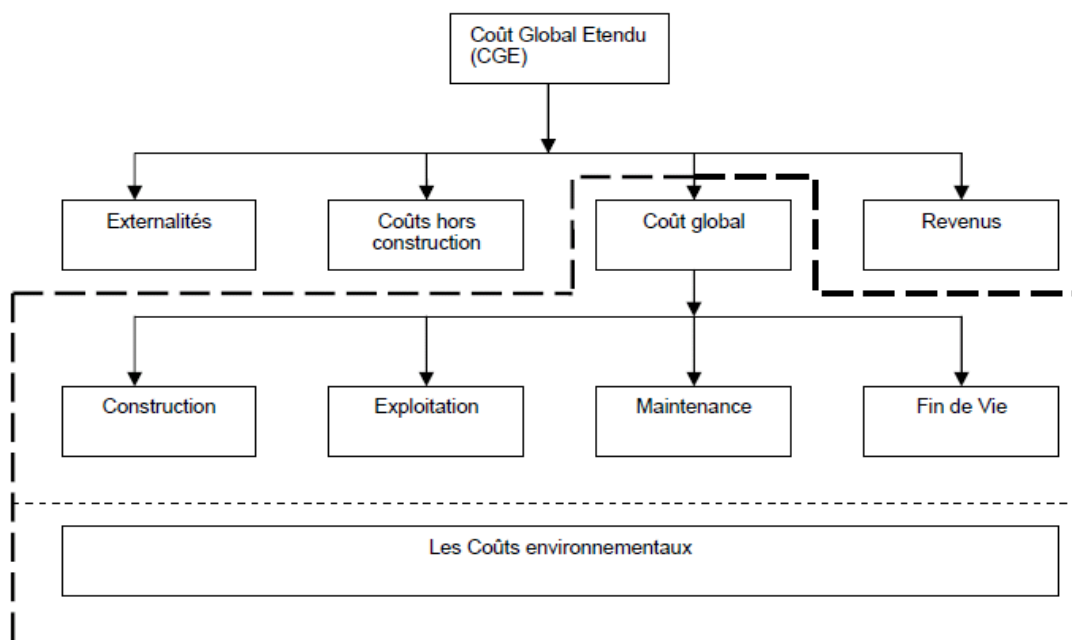 Coût Global Etendu
(CGE)
Externalités
Coûts hors
construction
Coût global
Revenus
Construction
Exploitation
Maintenance
Fin de Vie
Les Coûts environnementaux